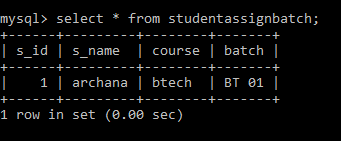 mysql> select * from studentassignbatch;
+------+---------+--------+-------+
| s_id | s_name  | course | batch |
+------+---------+--------+-------+
|    1 | archana | btech  | BT 01 |
+------+---------+--------+-------+
1 row in set (0.00 sec)